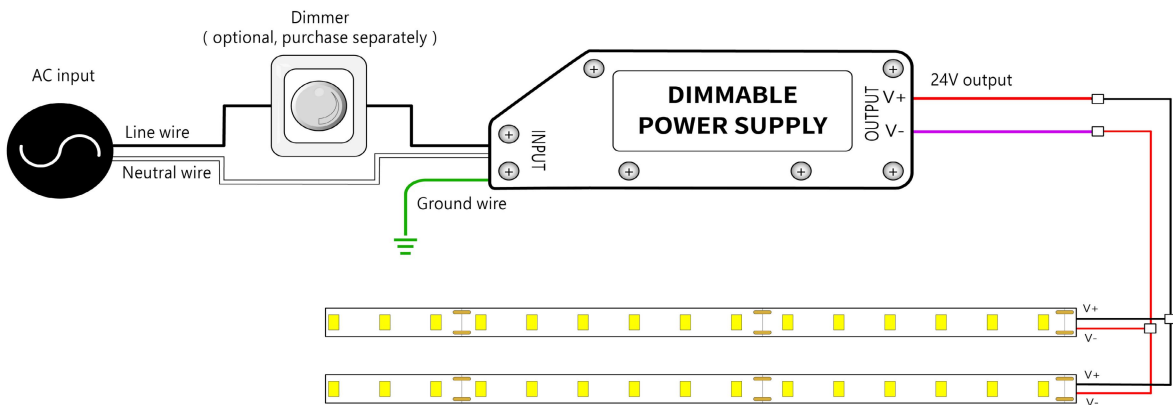 Dimmer
( optional, purchase separately )
AC input
Line wire
Neutral wire
Ground wire
INPUT
DIMMABLE
POWER SUPPLY
OUTPUT
V+
V-
24V output
V+
V-
V+
V-